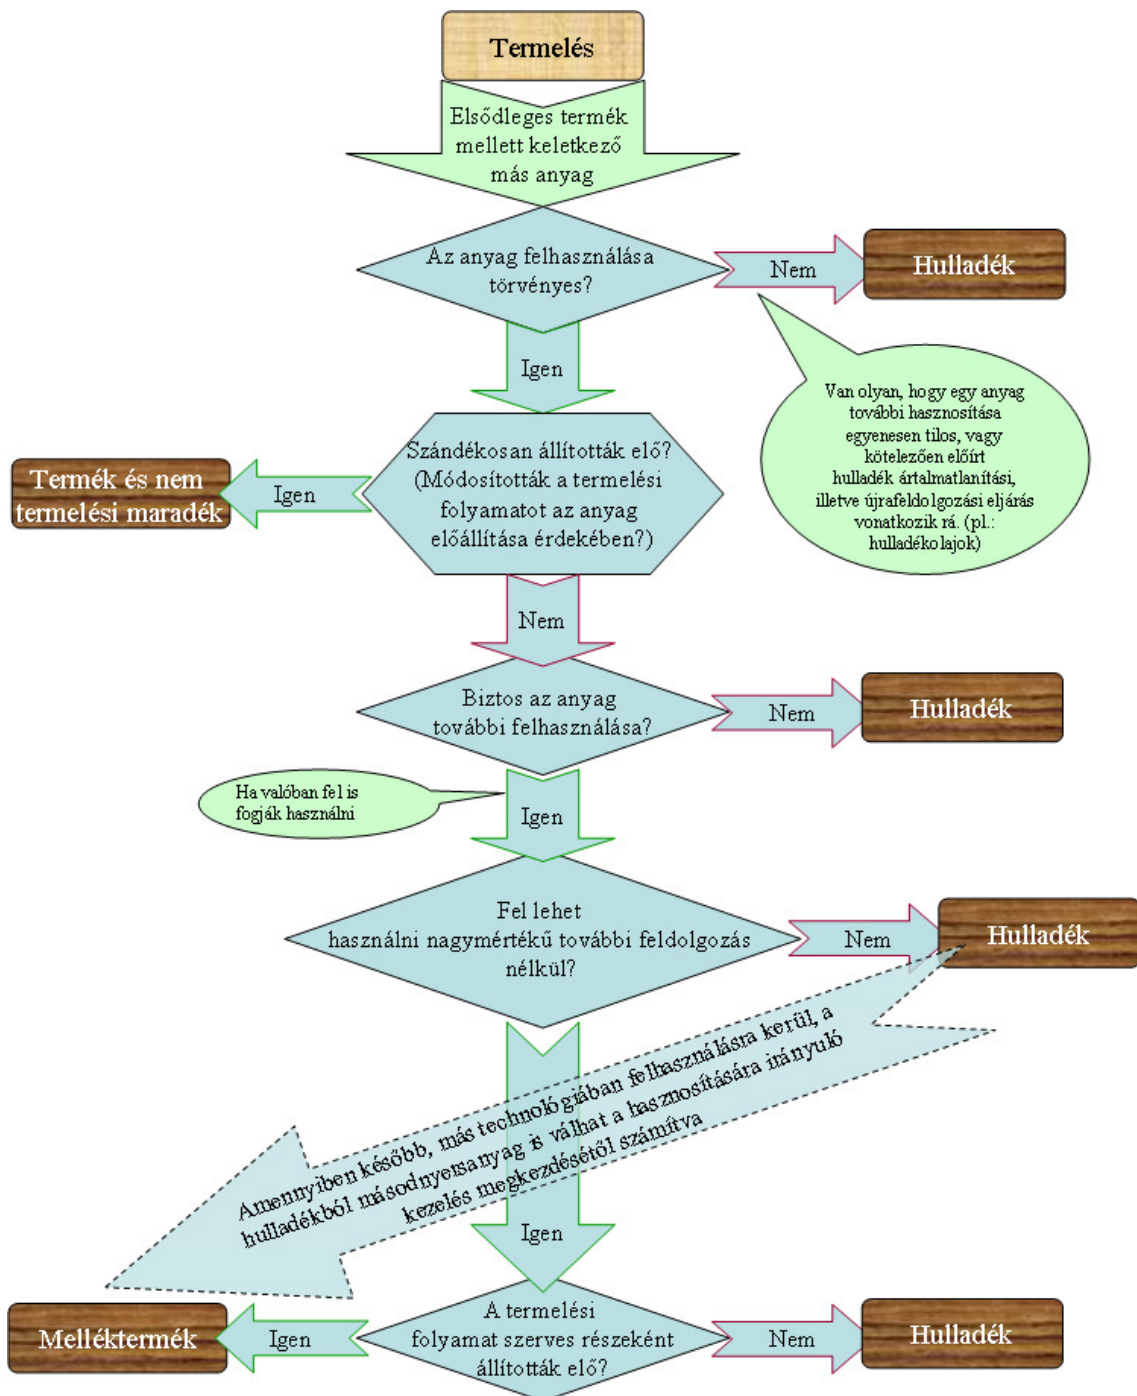 Termelés
Elsődleges termék
mellett keletkező
más anyag
Az anyag felhasználása
törvényes?
Nem
Hulladék
Igen
Van olyan, hogy egy anyag
további hasznosítása
egyenesen tilos, vagy
kötelezően előírt
hulladék ártalmatlanítási,
illetve újrafeldolgozási eljárás
vonatkozik rá. (pl.:
hulladékolajok)
Szándékosan állították elő?
(Módosították a termelési
folyamatot az anyag
előállítása érdekében?)
Igen
Termék és nem
termelési maradék
Nem
Biztos az anyag
további felhasználása?
Nem
Hulladék
Ha valóban fel is
fogják használni
Igen
Fel lehet
használni nagymértékű további feldolgozás
nélkül?
Nem
Hulladék
Amennyiben később, más technológiában felhasználásra kerül, a
hulladékból másodnyersanyag is válhat a hasznosítására irányuló
kezelés megkezdésétől számítva
Igen
A termelési
folyamat szerves részeként
állították elő?
Igen
Melléktermék
Nem
Hulladék